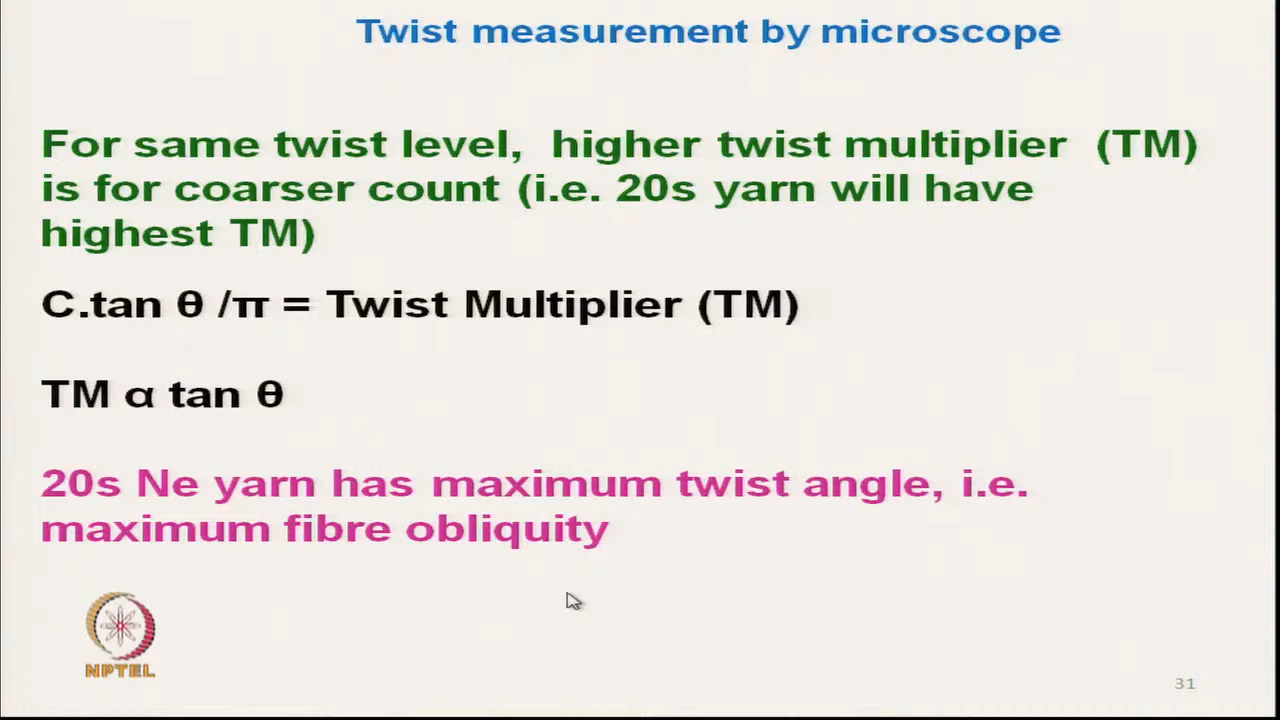 Twist measurement by microscope
For same twist level, higher twist multiplier (TM)
is for coarser count (i.e. 20s yarn will have
highest TM)
C.tan θ /π = Twist Multiplier (TM)
TM α tan θ
20s Ne yarn has maximum twist angle, i.e.
maximum fibre obliquity
NPTEL
31